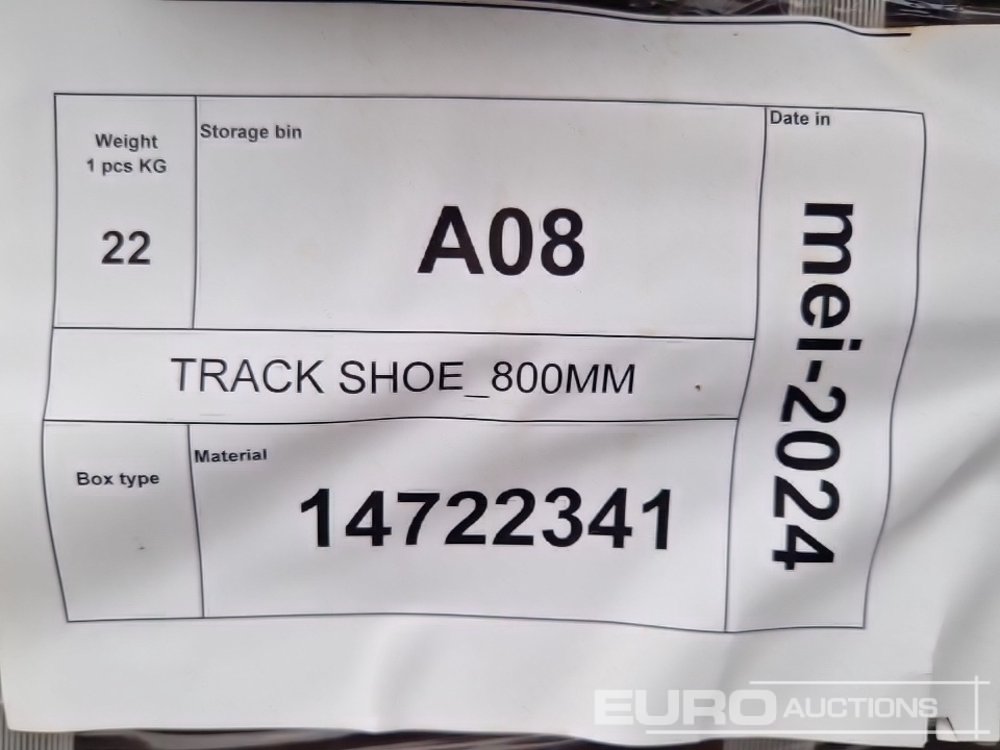 Weight
1 pcs KG
22
Storage bin
A08
Date in
mei-2024
TRACK SHOE_800MM
Box type
Material
14722341
EURO AUCTIONS